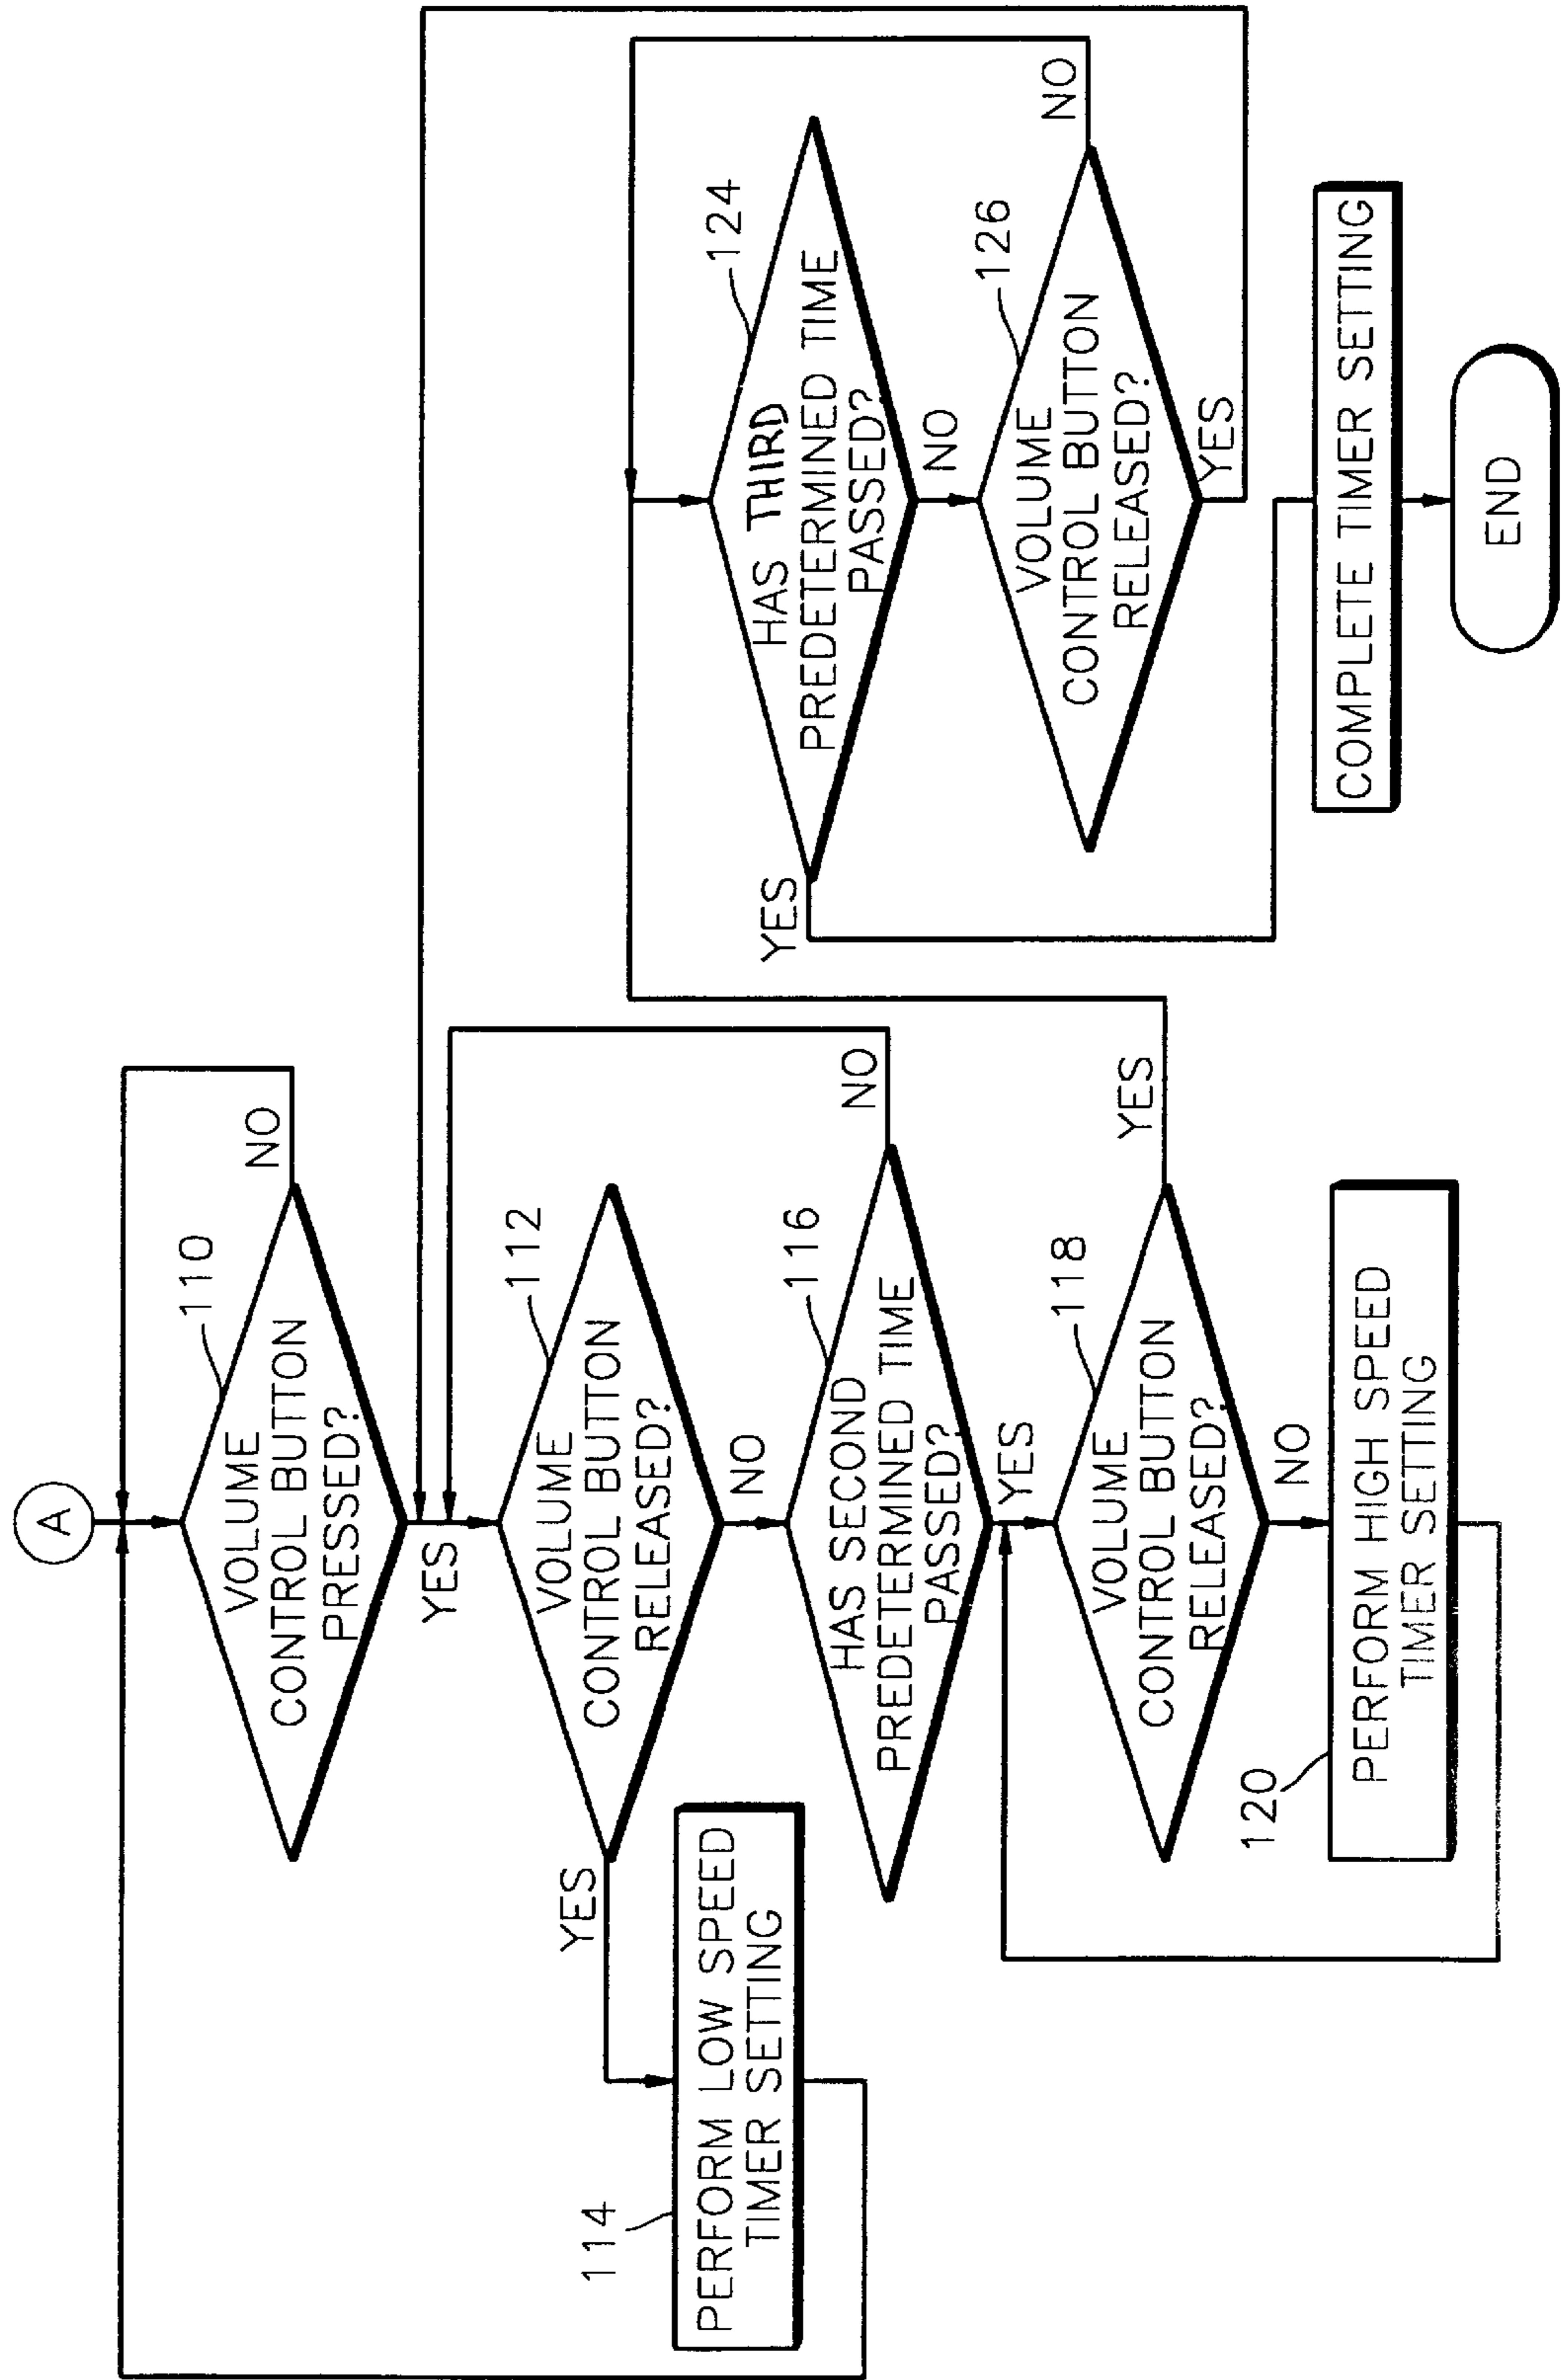 A
110
VOLUME
CONTROL BUTTON
PRESSED?
NO
YES
112
VOLUME
CONTROL BUTTON
RELEASED?
YES
NO
114
PERFORM LOW SPEED
TIMER SETTING
116
HAS SECOND
PREDETERMINED TIME
PASSED?
NO
YES
118
VOLUME
CONTROL BUTTON
RELEASED?
YES
NO
120
PERFORM HIGH SPEED
TIMER SETTING
124
HAS THIRD
PREDETERMINED TIME
PASSED?
YES
NO
126
VOLUME
CONTROL BUTTON
RELEASED?
NO
YES
COMPLETE TIMER SETTING
END